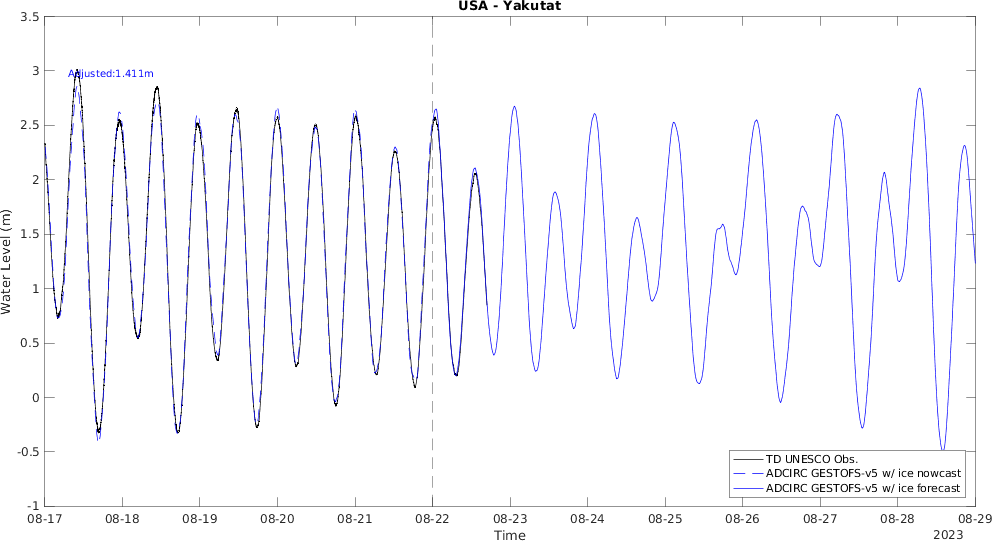 USA - Yakutat
3.5
3
2.5
2
1.5
1
0.5
0
-0.5
-1
Water Level (m)
Adjusted:1.411m
TD UNESCO Obs.
ADCIRC GESTOFS-v5 w/ ice nowcast
ADCIRC GESTOFS-v5 w/ ice forecast
08-17 08-18 08-19 08-20 08-21 08-22 08-23 08-24 08-25 08-26 08-27 08-28 08-29
Time
2023